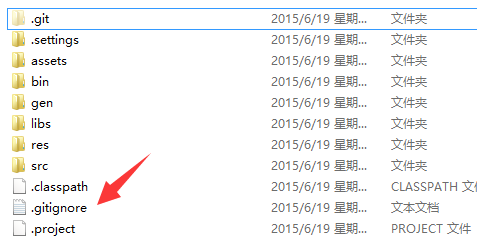 .git 2015/6/19 星期... 文件夹
.settings 2015/6/19 星期... 文件夹
assets 2015/6/19 星期... 文件夹
bin 2015/6/19 星期... 文件夹
gen 2015/6/19 星期... 文件夹
libs 2015/6/19 星期... 文件夹
res 2015/6/19 星期... 文件夹
src 2015/6/19 星期... 文件夹
.classpath 2015/6/19 星期... CLASSPATH 文
.gitignore 2015/6/19 星期... 文本文档
.project 2015/6/19 星期... PROJECT 文件